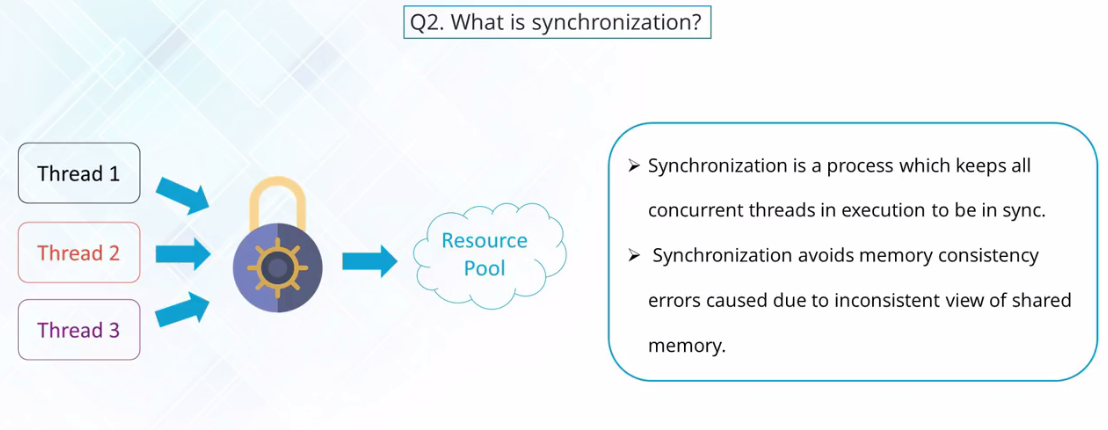 Q2. What is synchronization?
Thread 1
Thread 2
Thread 3
Resource
Pool
➢ Synchronization is a process which keeps all
concurrent threads in execution to be in sync.
➢ Synchronization avoids memory consistency
errors caused due to inconsistent view of shared
memory.